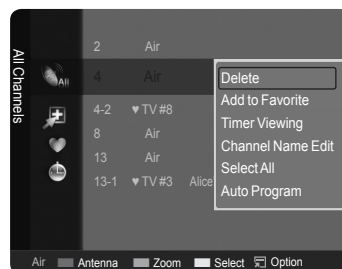 All Channels
All
2 Air
4 Air
4-2 ♥ TV #8
8 Air
13 Air
13-1 ♥ TV #3 Alice
Delete
Add to Favorite
Timer Viewing
Channel Name Edit
Select All
Auto Program
Air Antenna Zoom Select Option